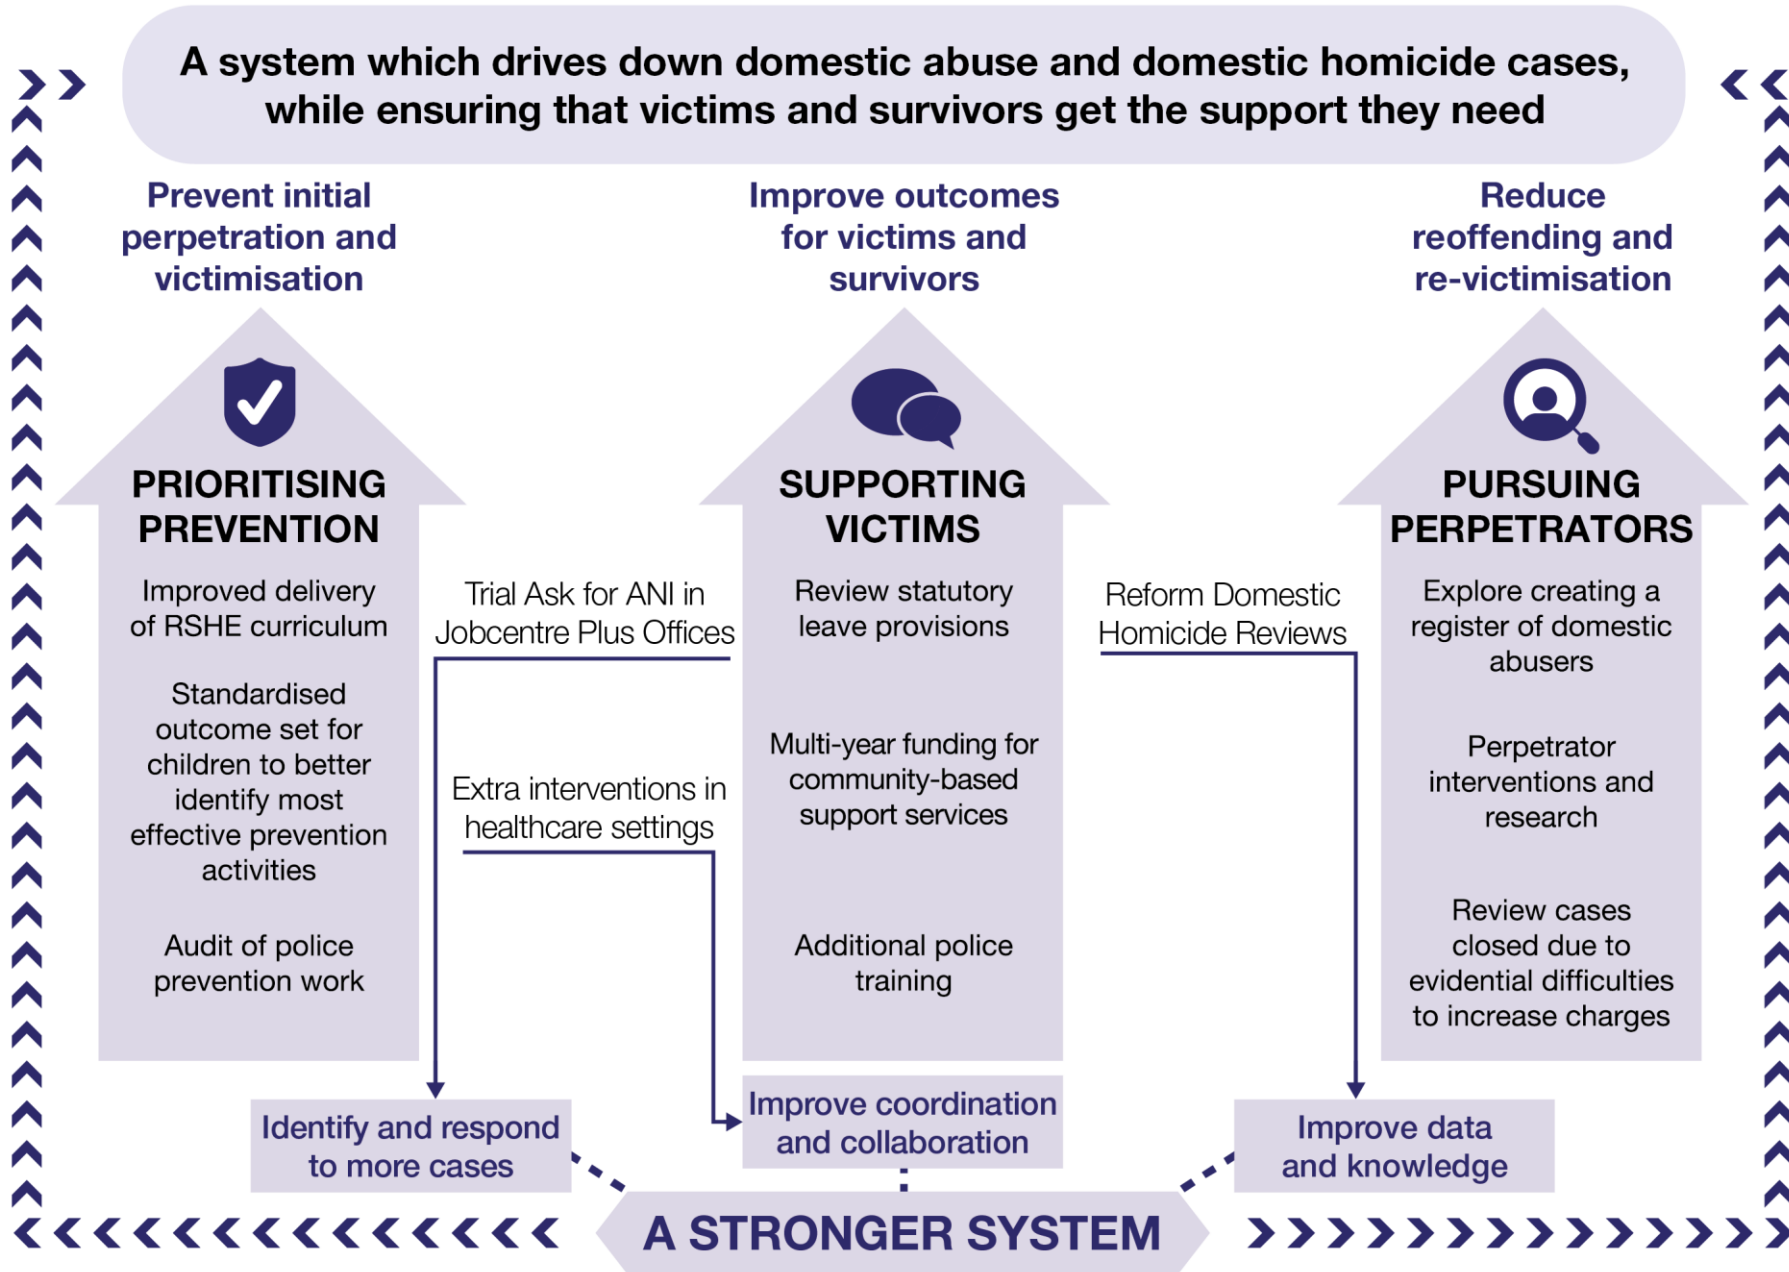 A system which drives down domestic abuse and domestic homicide cases,
while ensuring that victims and survivors get the support they need
Prevent initial
perpetration and
victimisation
Improve outcomes
for victims and
survivors
Reduce
reoffending and
re-victimisation
PRIORITISING
PREVENTION
Improved delivery
of RSHE curriculum
Standardised
outcome set for
children to better
identify most
effective prevention
activities
Audit of police
prevention work
Trial Ask for ANI in
Jobcentre Plus Offices
Extra interventions in
healthcare settings
SUPPORTING
VICTIMS
Review statutory
leave provisions
Multi-year funding for
community-based
support services
Additional police
training
Reform Domestic
Homicide Reviews
PURSUING
PERPETRATORS
Explore creating a
register of domestic
abusers
Perpetrator
interventions and
research
Review cases
closed due to
evidential difficulties
to increase charges
Identify and respond
to more cases
Improve coordination
and collaboration
Improve data
and knowledge
A STRONGER SYSTEM